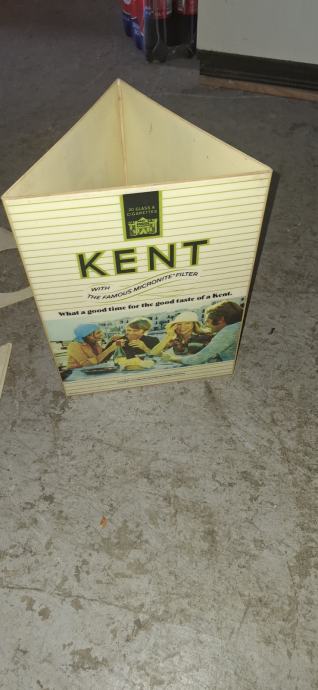 20 CLASS A
CIGARETTES
KENT
WITH
THE FAMOUS MICRONITE FILTER
What a good time for the good taste of a Kent.